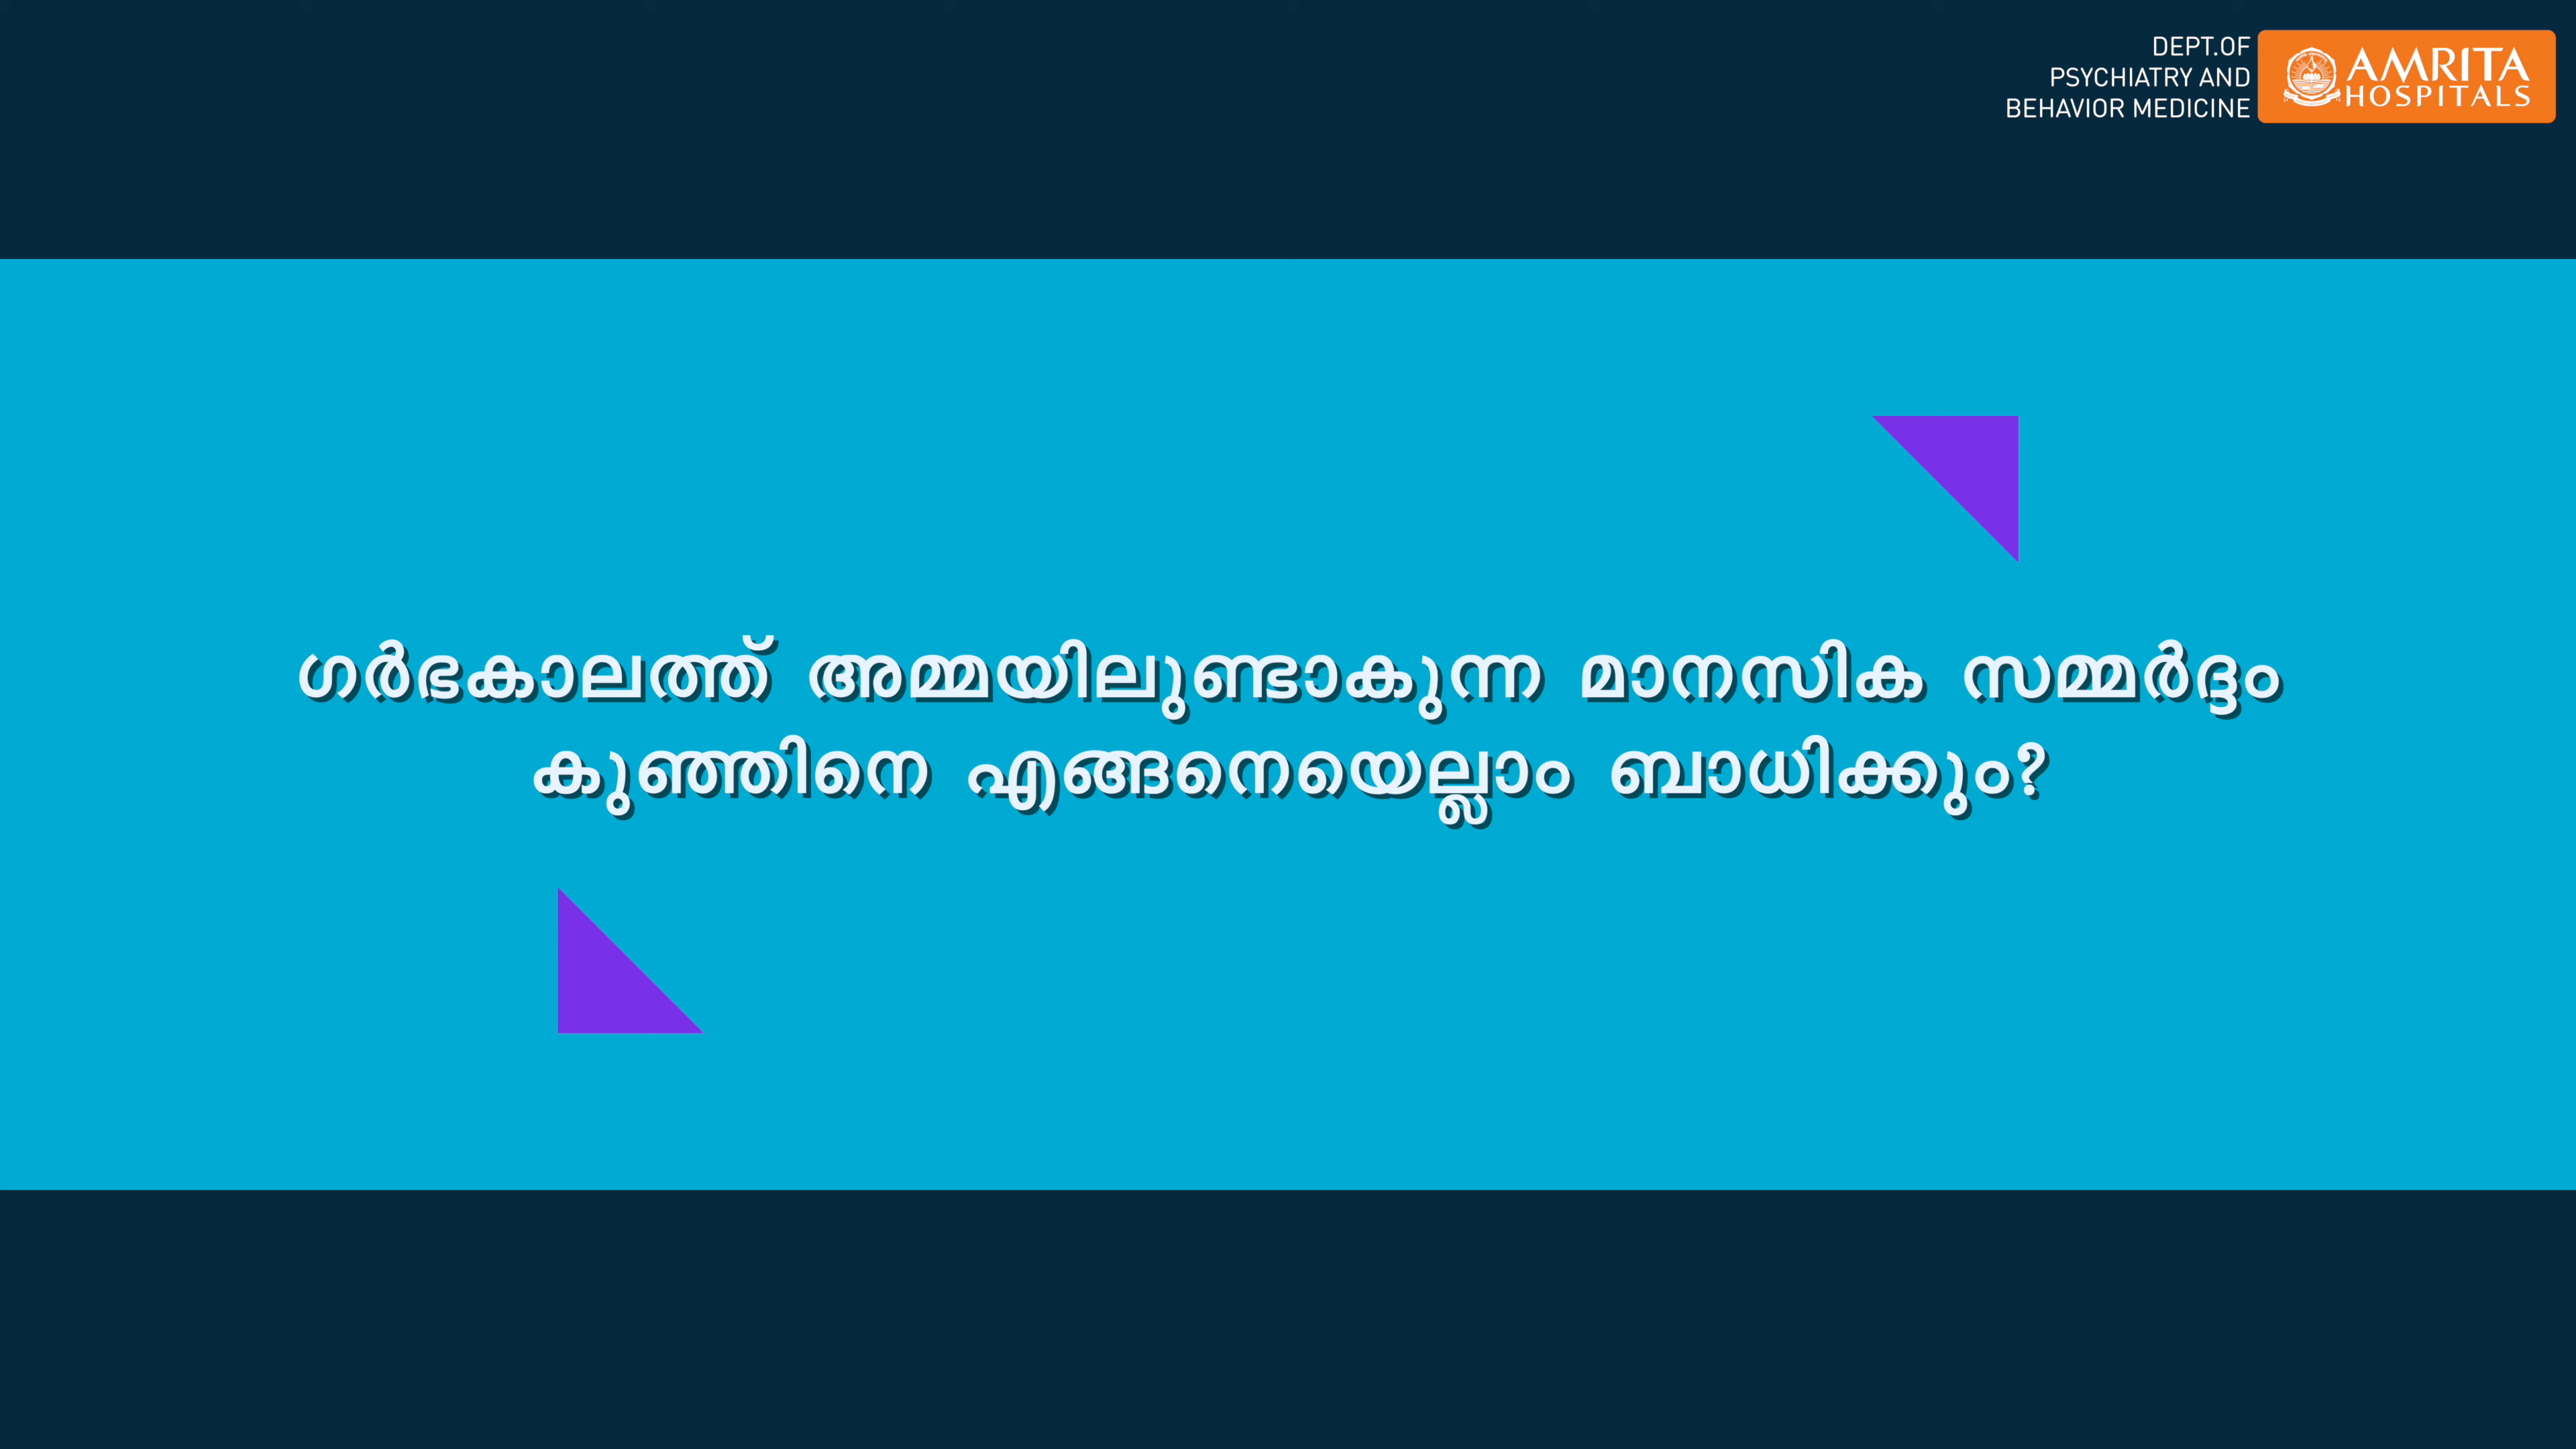 DEPT.OF
PSYCHIATRY AND
BEHAVIOR MEDICINE
AMRITA
HOSPITALS
ഗർഭകാലത്ത് അമ്മയിലുണ്ടാകുന്ന മാനസിക സമ്മർദ്ദം
കുഞ്ഞിനെ എങ്ങനെയെല്ലാം ബാധിക്കും?